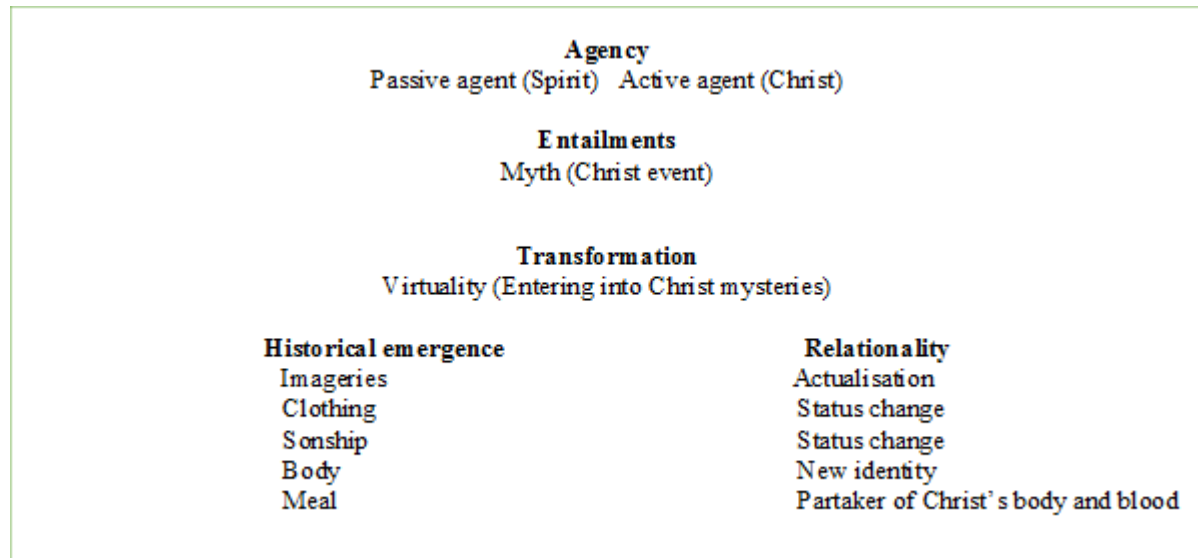 Agency
Passive agent (Spirit) Active agent (Christ)
Entailments
Myth (Christ event)
Transformation
Virtuality (Entering into Christ mysteries)
Historical emergence Relationality
Imageries Actualisation
Clothing Status change
Sonship Status change
Body New identity
Meal Partaker of Christ’s body and blood